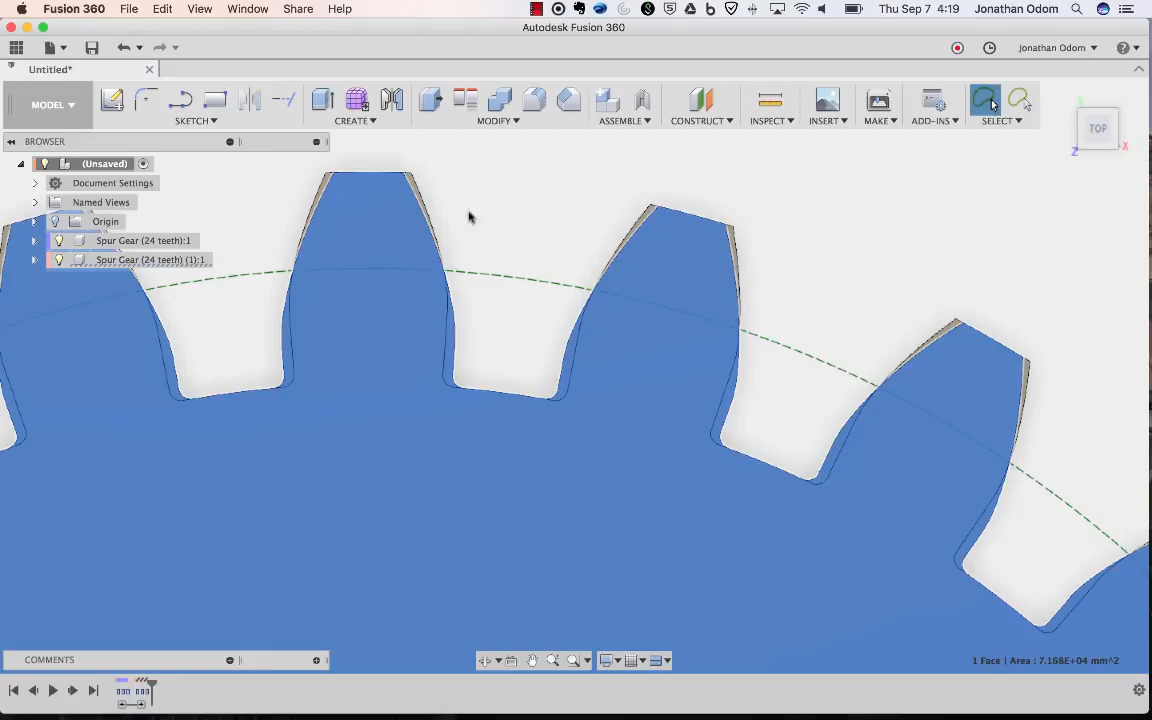 Fusion 360 File Edit View Window Share Help Thu Sep 7 4:19 Jonathan Odom
Autodesk Fusion 360
Jonathan Odom
Untitled*
MODEL
SKETCH CREATE MODIFY ASSEMBLE CONSTRUCT INSPECT INSERT MAKE ADD-INS SELECT
TOP
Z X
BROWSER
(Unsaved)
Document Settings
Named Views
Origin
Spur Gear (24 teeth):1
Spur Gear (24 teeth) (1):1
COMMENTS
1 Face | Area : 7.168E+04 mm^2